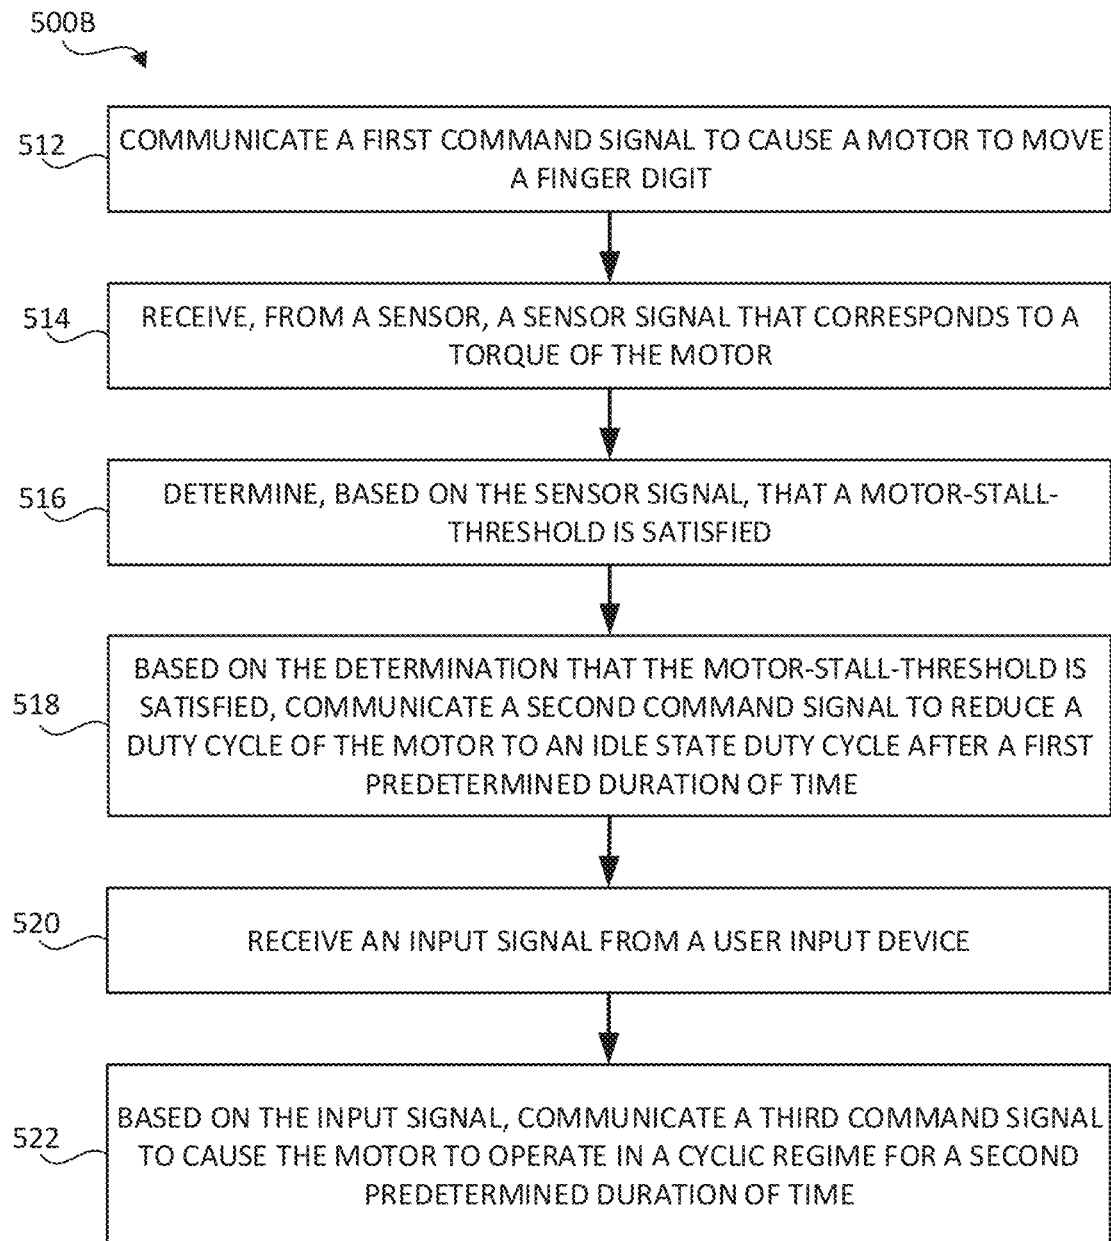 500B
512
COMMUNICATE A FIRST COMMAND SIGNAL TO CAUSE A MOTOR TO MOVE
A FINGER DIGIT
514
RECEIVE, FROM A SENSOR, A SENSOR SIGNAL THAT CORRESPONDS TO A
TORQUE OF THE MOTOR
516
DETERMINE, BASED ON THE SENSOR SIGNAL, THAT A MOTOR-STALL-
THRESHOLD IS SATISFIED
518
BASED ON THE DETERMINATION THAT THE MOTOR-STALL-THRESHOLD IS
SATISFIED, COMMUNICATE A SECOND COMMAND SIGNAL TO REDUCE A
DUTY CYCLE OF THE MOTOR TO AN IDLE STATE DUTY CYCLE AFTER A FIRST
PREDETERMINED DURATION OF TIME
520
RECEIVE AN INPUT SIGNAL FROM A USER INPUT DEVICE
522
BASED ON THE INPUT SIGNAL, COMMUNICATE A THIRD COMMAND SIGNAL
TO CAUSE THE MOTOR TO OPERATE IN A CYCLIC REGIME FOR A SECOND
PREDETERMINED DURATION OF TIME